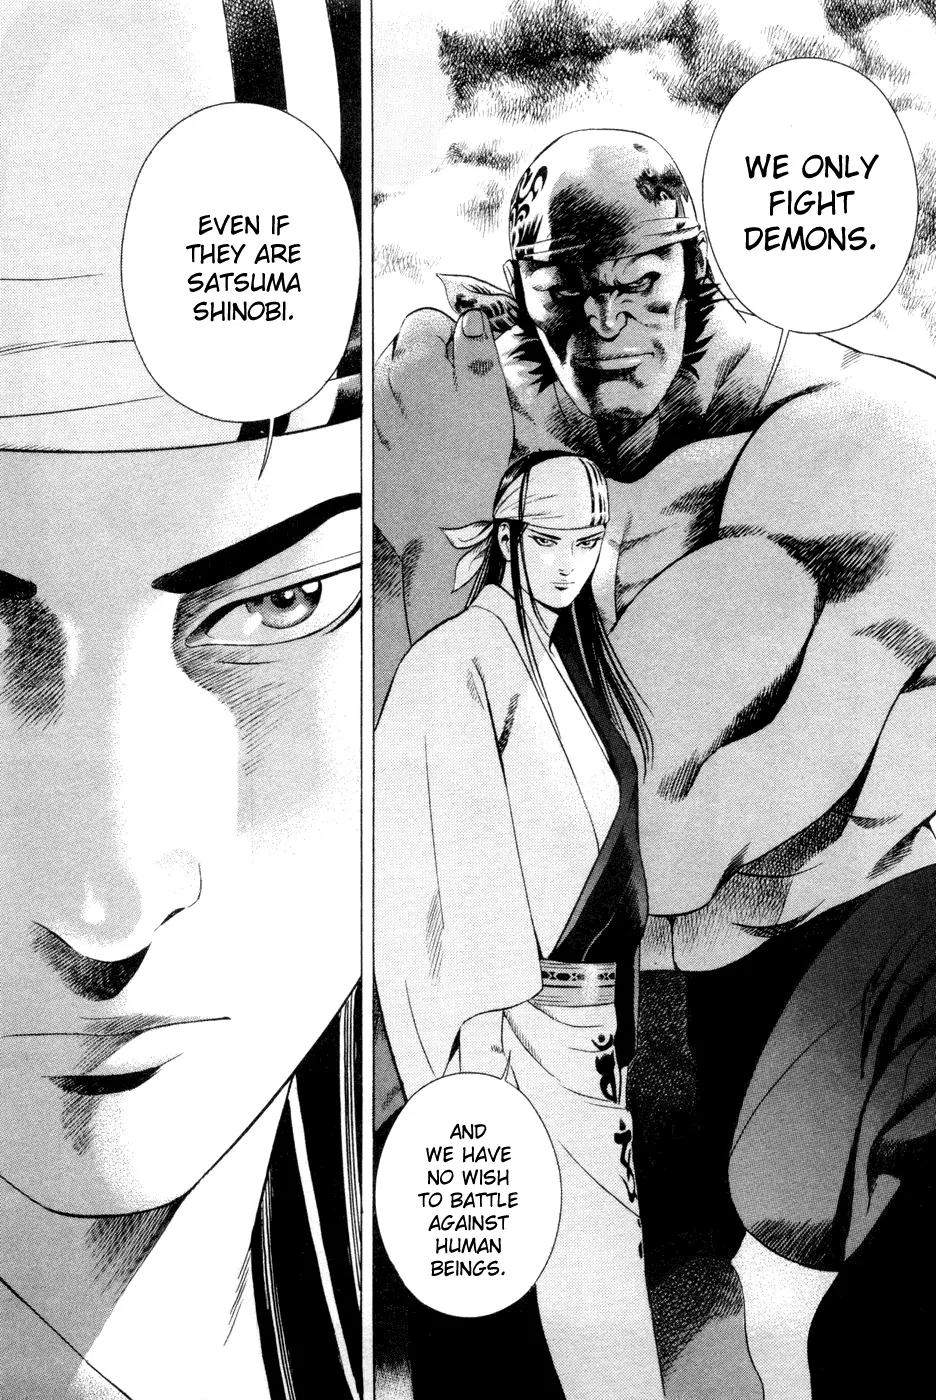 WE ONLY
FIGHT
DEMONS.
AND
WE HAVE
NO WISH
TO BATTLE
AGAINST
HUMAN
BEINGS.
EVEN IF
THEY ARE
SATSUMA
SHINOBI.